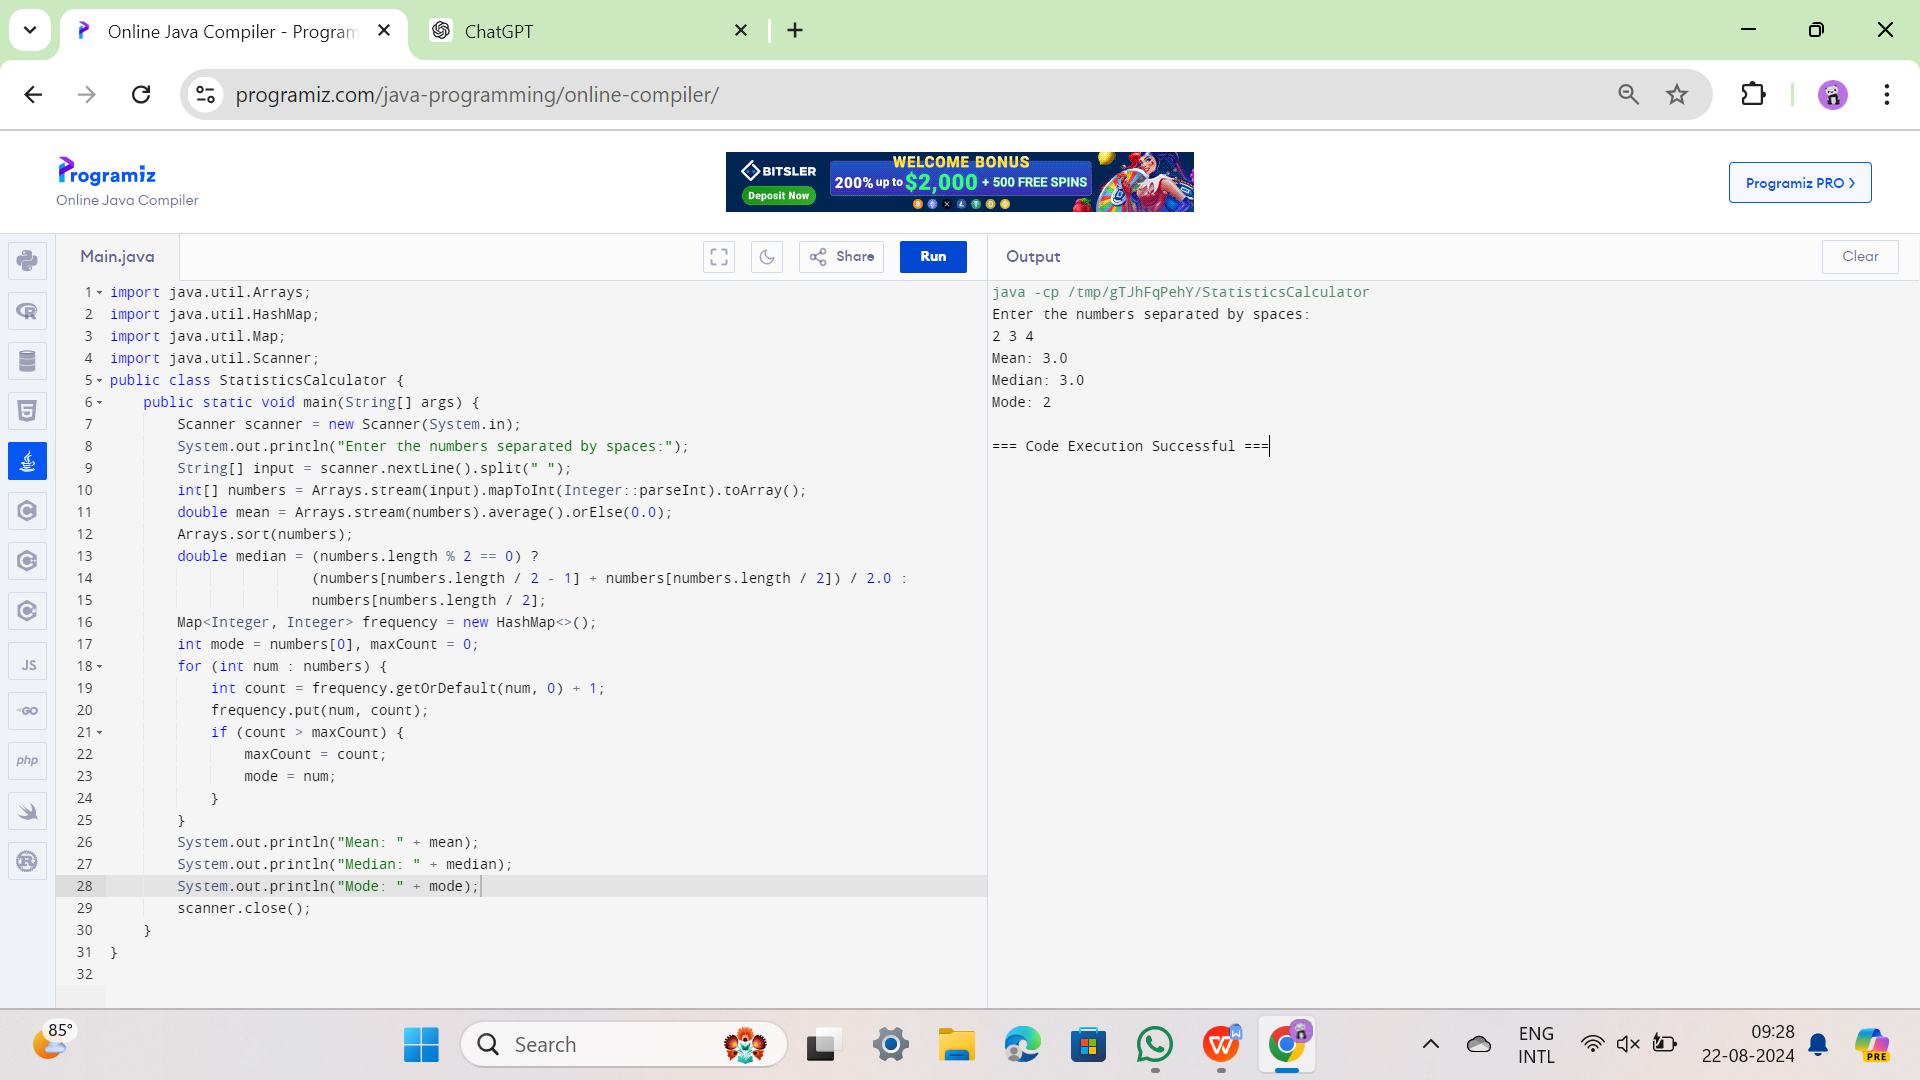 Online Java Compiler - Program
ChatGPT
programiz.com/java-programming/online-compiler/
Programiz
Online Java Compiler
BITSLER
Deposit Now
WELCOME BONUS
200% up to $2,000 + 500 FREE SPINS
Programiz PRO >
Main.java
Share
Run
Output
Clear
1 import java.util.Arrays;
2 import java.util.HashMap;
3 import java.util.Map;
4 import java.util.Scanner;
5 public class StatisticsCalculator {
6 public static void main(String[] args) {
7 Scanner scanner = new Scanner(System.in);
8 System.out.println("Enter the numbers separated by spaces:");
9 String[] input = scanner.nextLine().split(" ");
10 int[] numbers = Arrays.stream(input).mapToInt(Integer::parseInt).toArray();
11 double mean = Arrays.stream(numbers).average().orElse(0.0);
12 Arrays.sort(numbers);
13 double median = (numbers.length % 2 == 0) ?
14 (numbers[numbers.length / 2 - 1] + numbers[numbers.length / 2]) / 2.0 :
15 numbers[numbers.length / 2];
16 Map<Integer, Integer> frequency = new HashMap<>();
17 int mode = numbers[0], maxCount = 0;
18 for (int num : numbers) {
19 int count = frequency.getOrDefault(num, 0) + 1;
20 frequency.put(num, count);
21 if (count > maxCount) {
22 maxCount = count;
23 mode = num;
24 }
25 }
26 System.out.println("Mean: " + mean);
27 System.out.println("Median: " + median);
28 System.out.println("Mode: " + mode);
29 scanner.close();
30 }
31 }
32
java -cp /tmp/gTJhFqPehY/StatisticsCalculator
Enter the numbers separated by spaces:
2 3 4
Mean: 3.0
Median: 3.0
Mode: 2
=== Code Execution Successful ===
JS
GO
php
85°
Search
ENG
INTL
09:28
22-08-2024
PRE